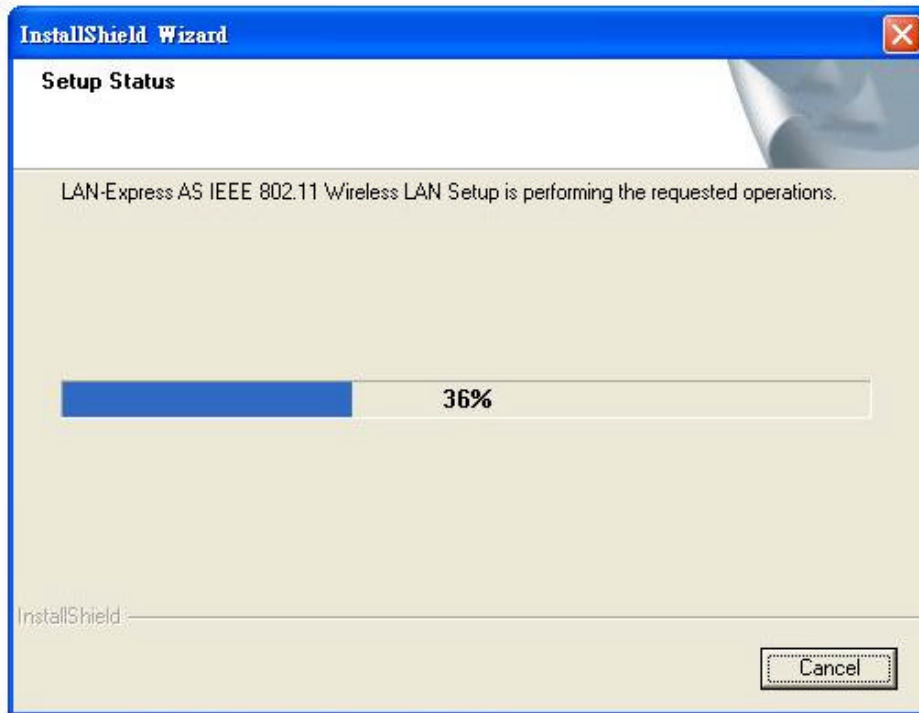 InstallShield Wizard
Setup Status
LAN-Express AS IEEE 802.11 Wireless LAN Setup is performing the requested operations.
36%
InstallShield
Cancel